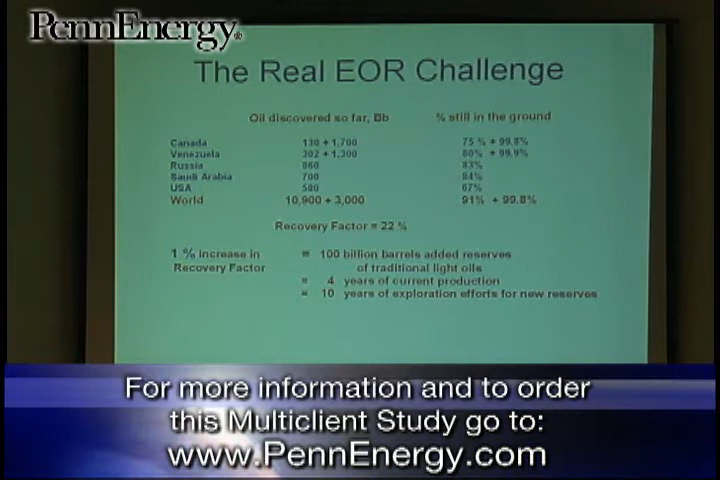 PennEnergy®
The Real EOR Challenge
Oil discovered so far, Bb % still in the ground
Canada 130 + 1,700 75 % + 99.8%
Venezuela 302 + 1,300 80% + 99.9%
Russia 660 83%
Saudi Arabia 700 84%
USA 580 67%
World 10,900 + 3,000 91% + 99.8%
Recovery Factor = 22 %
1 % increase in = 100 billion barrels added reserves
Recovery Factor of traditional light oils
= 4 years of current production
= 10 years of exploration efforts for new reserves
For more information and to order
this Multiclient Study go to:
www.PennEnergy.com